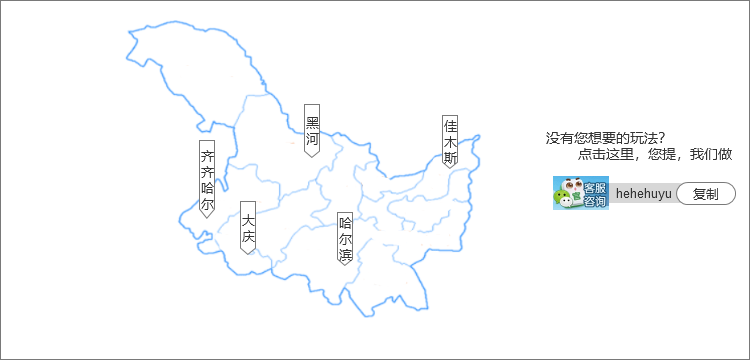 黑河
佳木斯
齐齐哈尔
大庆
哈尔滨
没有您想要的玩法?
点击这里，您提，我们做
客服
咨询
hehehuyu
复制